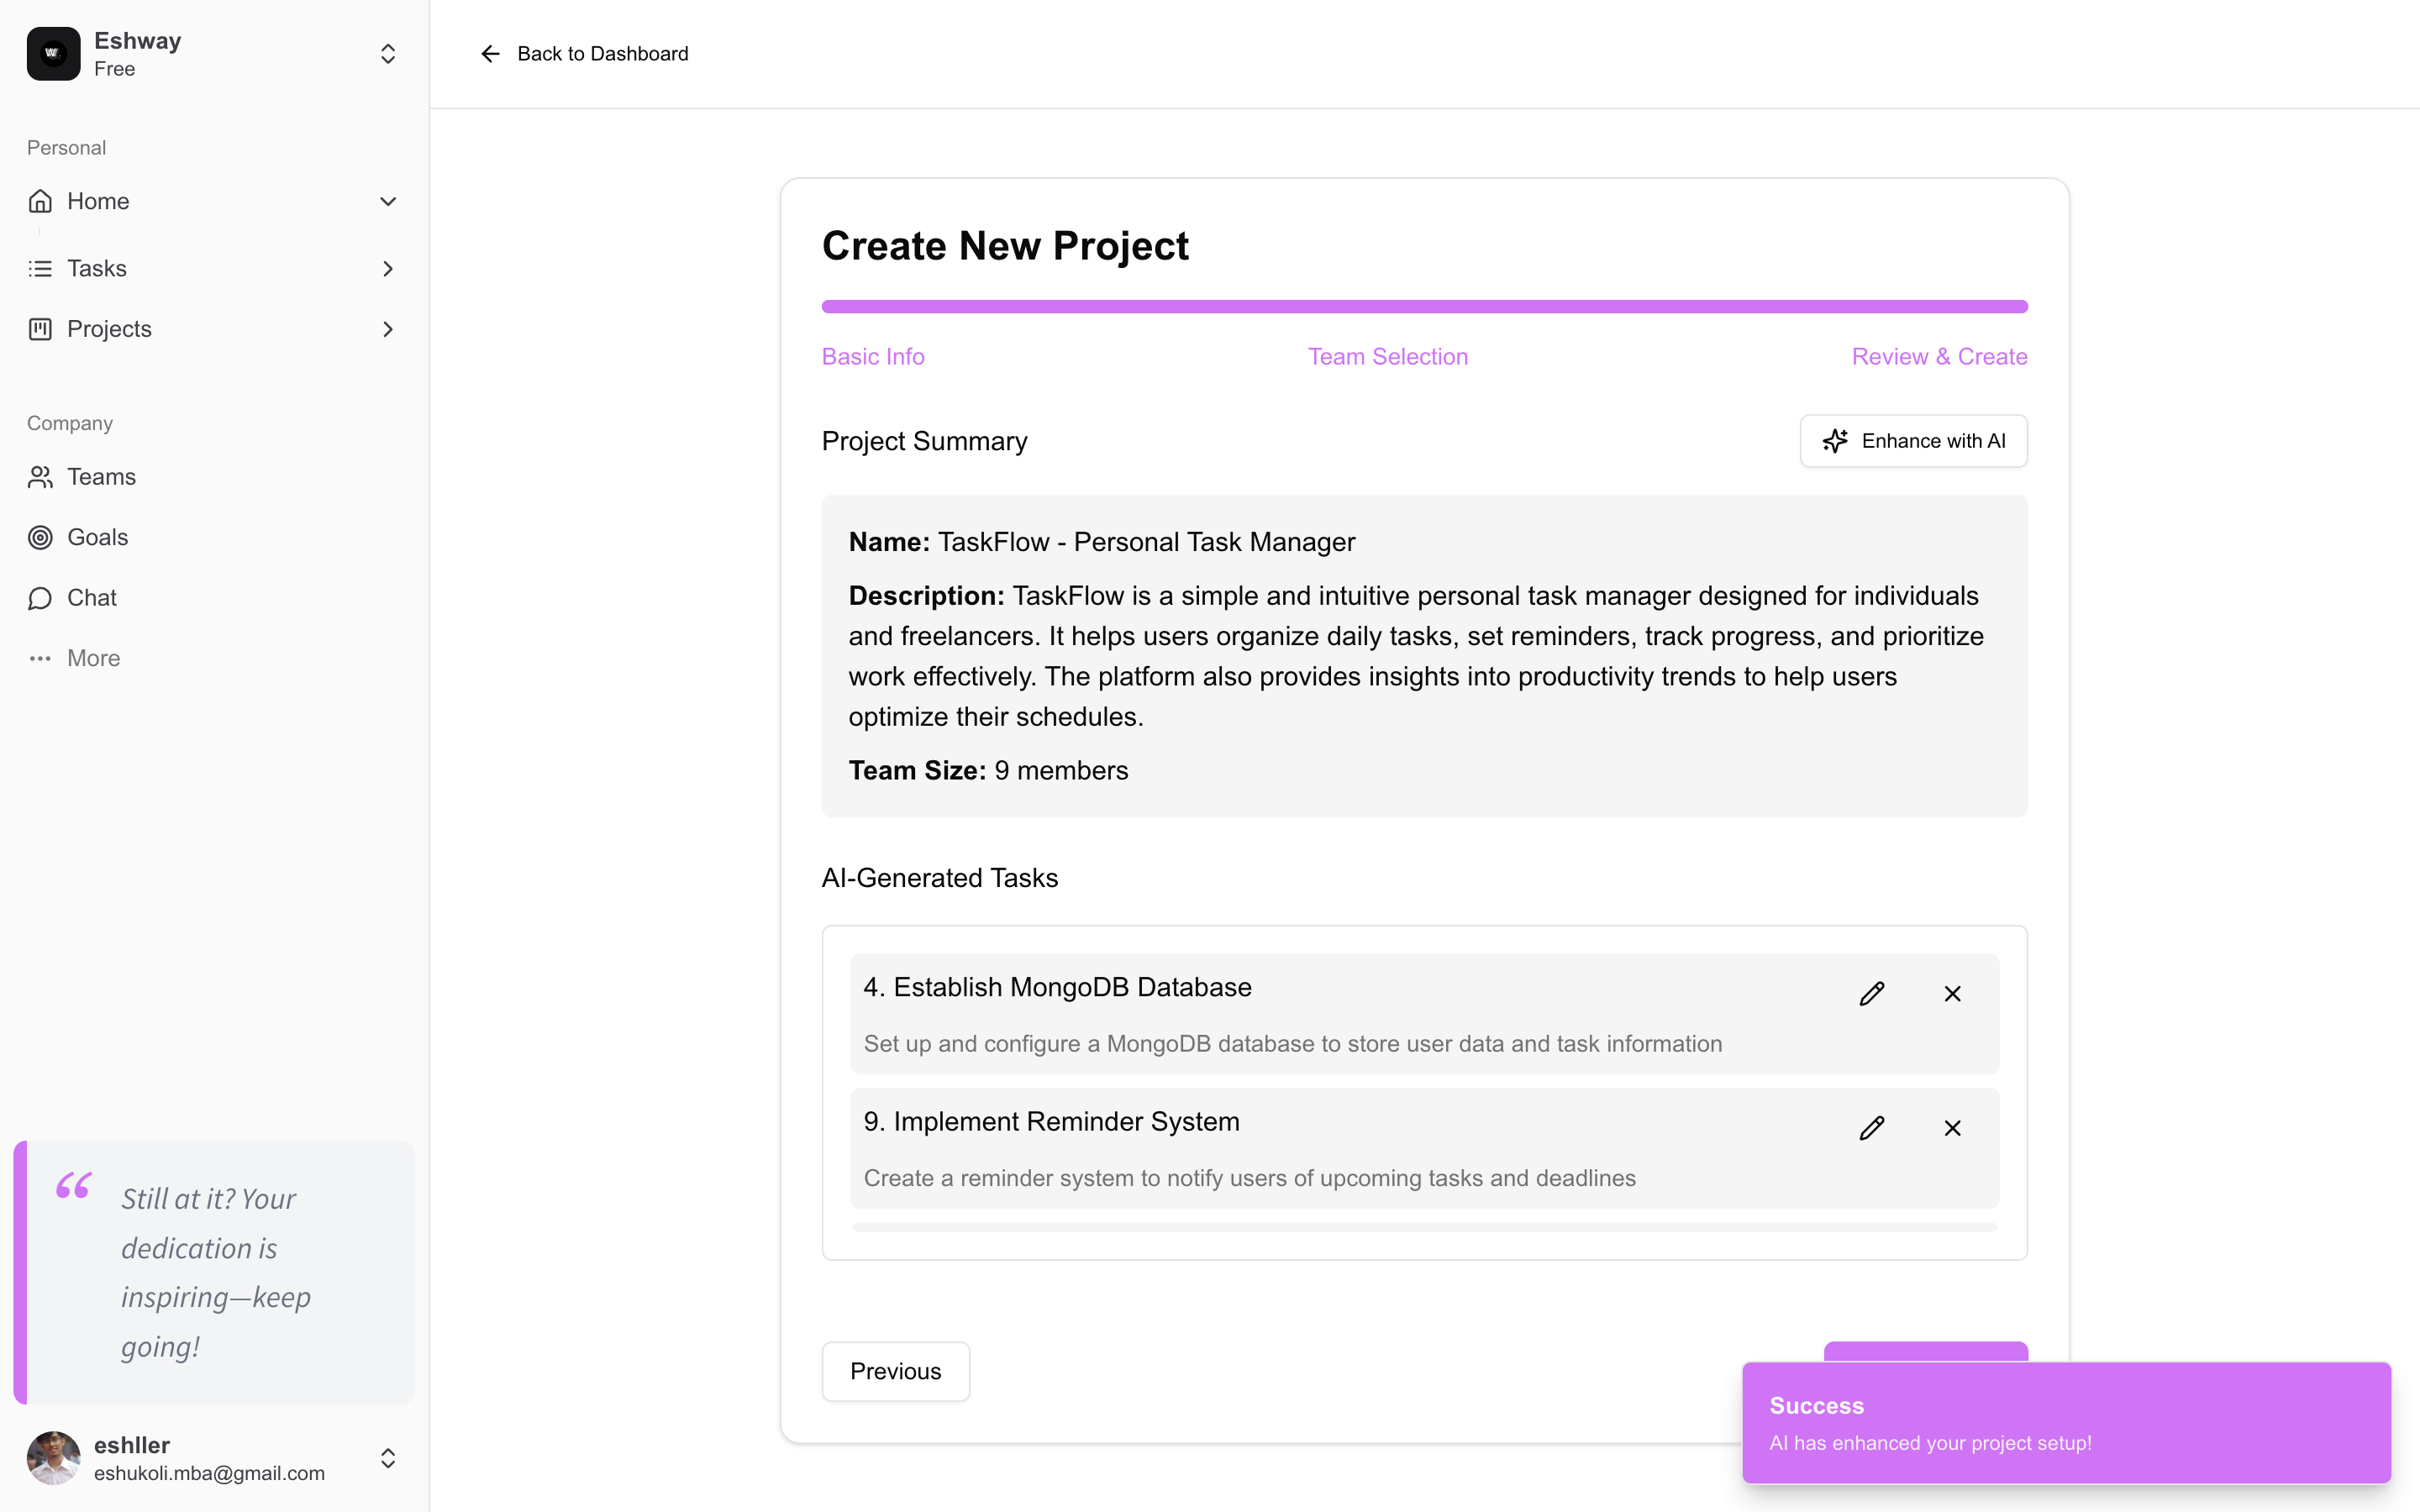 Eshway
Free
Personal
Home
Tasks
Projects
Company
Teams
Goals
Chat
More
“ Still at it? Your
dedication is
inspiring—keep
going!
eshller
eshukoli.mba@gmail.com
Back to Dashboard
Create New Project
Basic Info
Team Selection
Review & Create
Project Summary
Enhance with AI
Name: TaskFlow - Personal Task Manager
Description: TaskFlow is a simple and intuitive personal task manager designed for individuals
and freelancers. It helps users organize daily tasks, set reminders, track progress, and prioritize
work effectively. The platform also provides insights into productivity trends to help users
optimize their schedules.
Team Size: 9 members
AI-Generated Tasks
4. Establish MongoDB Database
Set up and configure a MongoDB database to store user data and task information
9. Implement Reminder System
Create a reminder system to notify users of upcoming tasks and deadlines
Previous
Success
AI has enhanced your project setup!